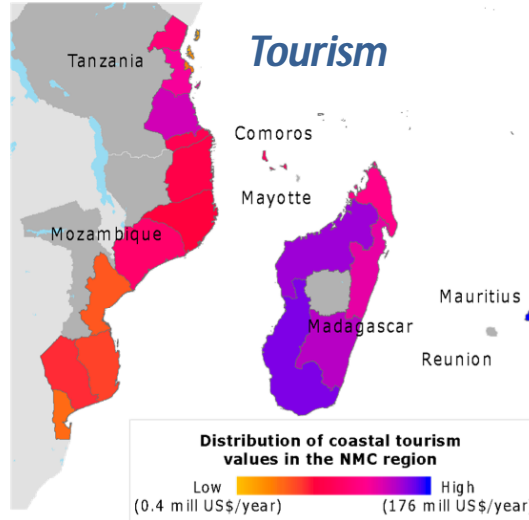 Tourism
Tanzania
Comoros
Mayotte
Mozambique
Mauritius
Madagascar
Reunion
Distribution of coastal tourism
values in the NMC region
Low High
(0.4 mill US$/year) (176 mill US$/year)